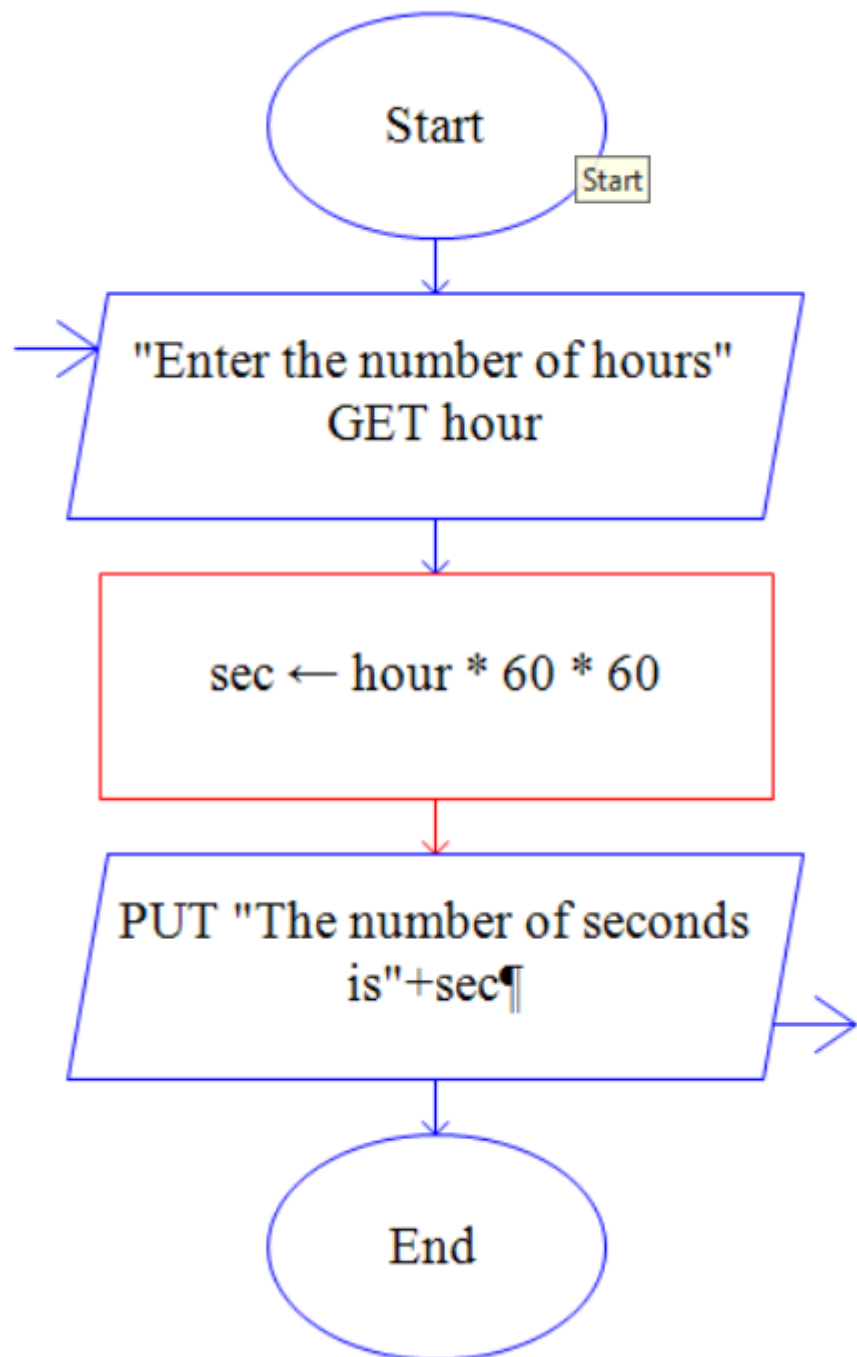 Start
Start
"Enter the number of hours"
GET hour
sec ← hour * 60 * 60
PUT "The number of seconds
is"+sec¶
End